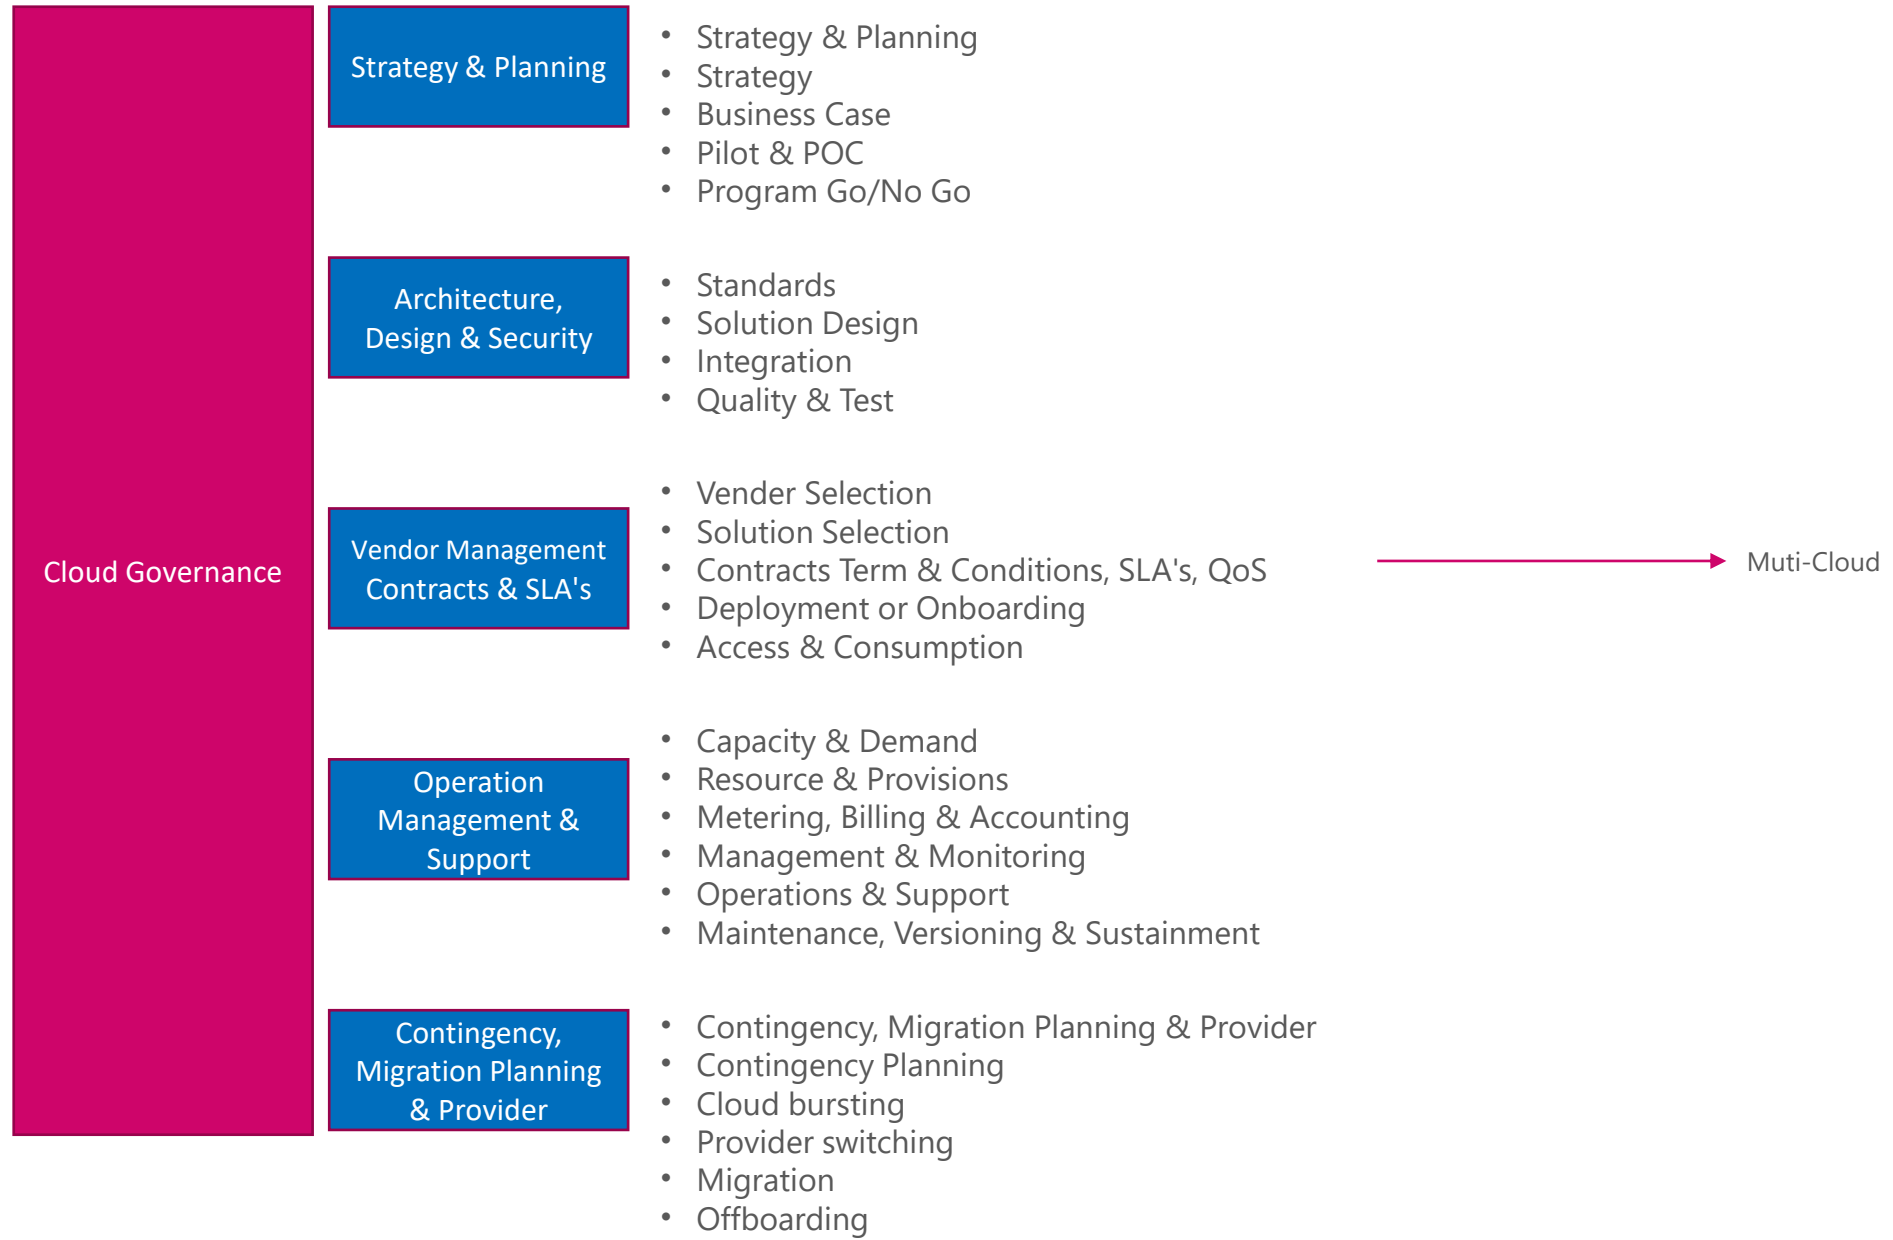 Cloud Governance
Strategy & Planning
• Strategy & Planning
• Strategy
• Business Case
• Pilot & POC
• Program Go/No Go
Architecture,
Design & Security
• Standards
• Solution Design
• Integration
• Quality & Test
Vendor Management
Contracts & SLA's
• Vender Selection
• Solution Selection
• Contracts Term & Conditions, SLA's, QoS
• Deployment or Onboarding
• Access & Consumption
Muti-Cloud
Operation
Management &
Support
• Capacity & Demand
• Resource & Provisions
• Metering, Billing & Accounting
• Management & Monitoring
• Operations & Support
• Maintenance, Versioning & Sustainment
Contingency,
Migration Planning
& Provider
• Contingency, Migration Planning & Provider
• Contingency Planning
• Cloud bursting
• Provider switching
• Migration
• Offboarding